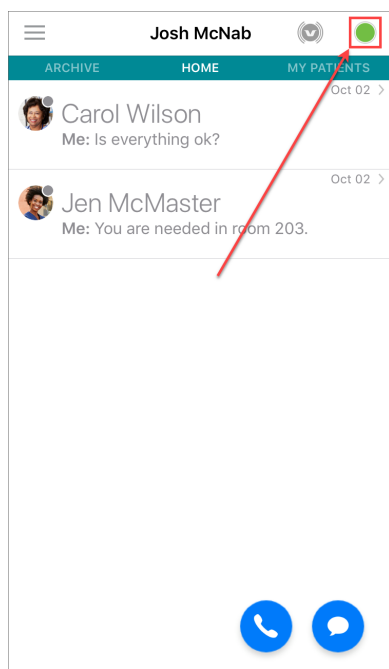 Josh McNab
ARCHIVE HOME MY PATIENTS
Oct 02
Carol Wilson
Me: Is everything ok?
Oct 02
Jen McMaster
Me: You are needed in room 203.